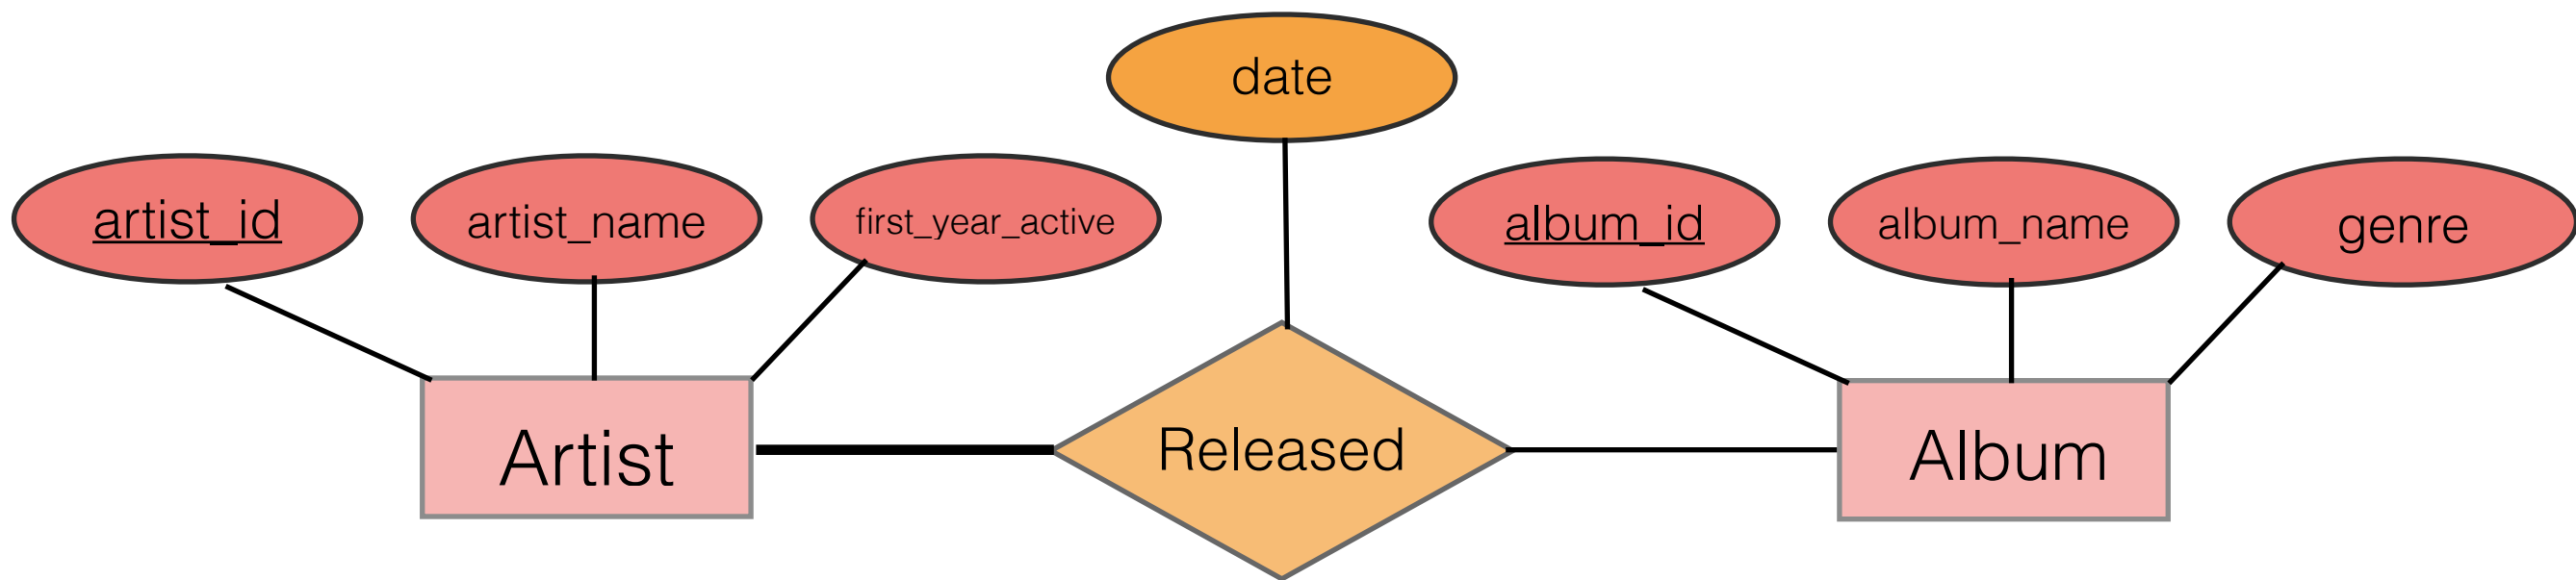 date
artist_id
artist_name
first_year_active
album_id
album_name
genre
Artist
Released
Album